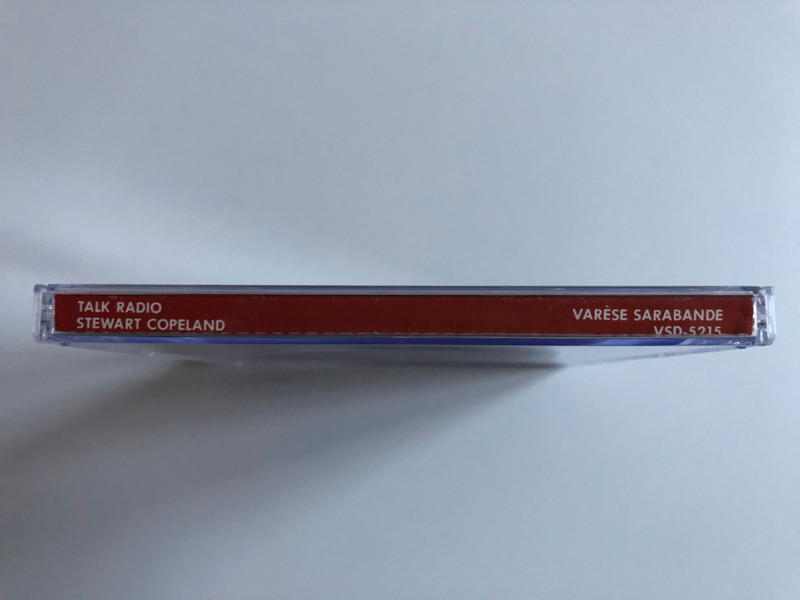 TALK RADIO
STEWART COPELAND
VARÈSE SARABANDE
VSD-5215